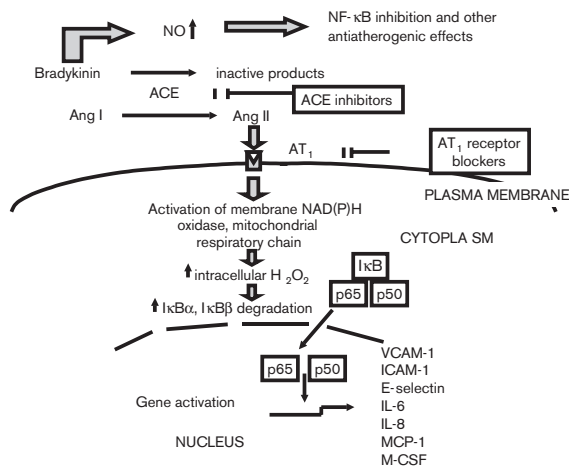 NO
NF-κB inhibition and other
antiatherogenic effects
Bradykinin
inactive products
ACE
ACE inhibitors
Ang I
Ang II
AT1
AT1 receptor
blockers
PLASMA MEMBRANE
Activation of membrane NAD(P)H
oxidase, mitochondrial
respiratory chain
CYTOPLA SM
intracellular H2O2
IκB
p65
p50
IκBα, IκBβ degradation
p65
p50
VCAM-1
ICAM-1
E-selectin
IL-6
IL-8
MCP-1
M-CSF
Gene activation
NUCLEUS